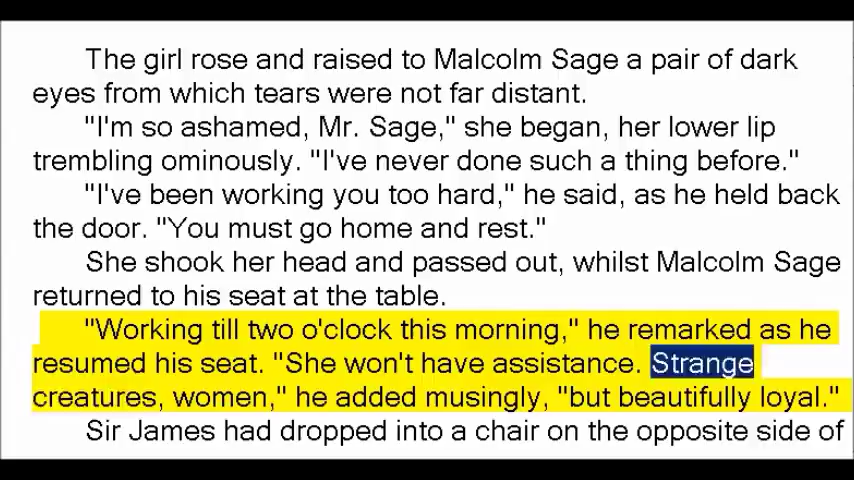 The girl rose and raised to Malcolm Sage a pair of dark
eyes from which tears were not far distant.
"I'm so ashamed, Mr. Sage," she began, her lower lip
trembling ominously. "I've never done such a thing before."
"I've been working you too hard," he said, as he held back
the door. "You must go home and rest."
She shook her head and passed out, whilst Malcolm Sage
returned to his seat at the table.
"Working till two o'clock this morning," he remarked as he
resumed his seat. "She won't have assistance. Strange
creatures, women," he added musingly, "but beautifully loyal."
Sir James had dropped into a chair on the opposite side of